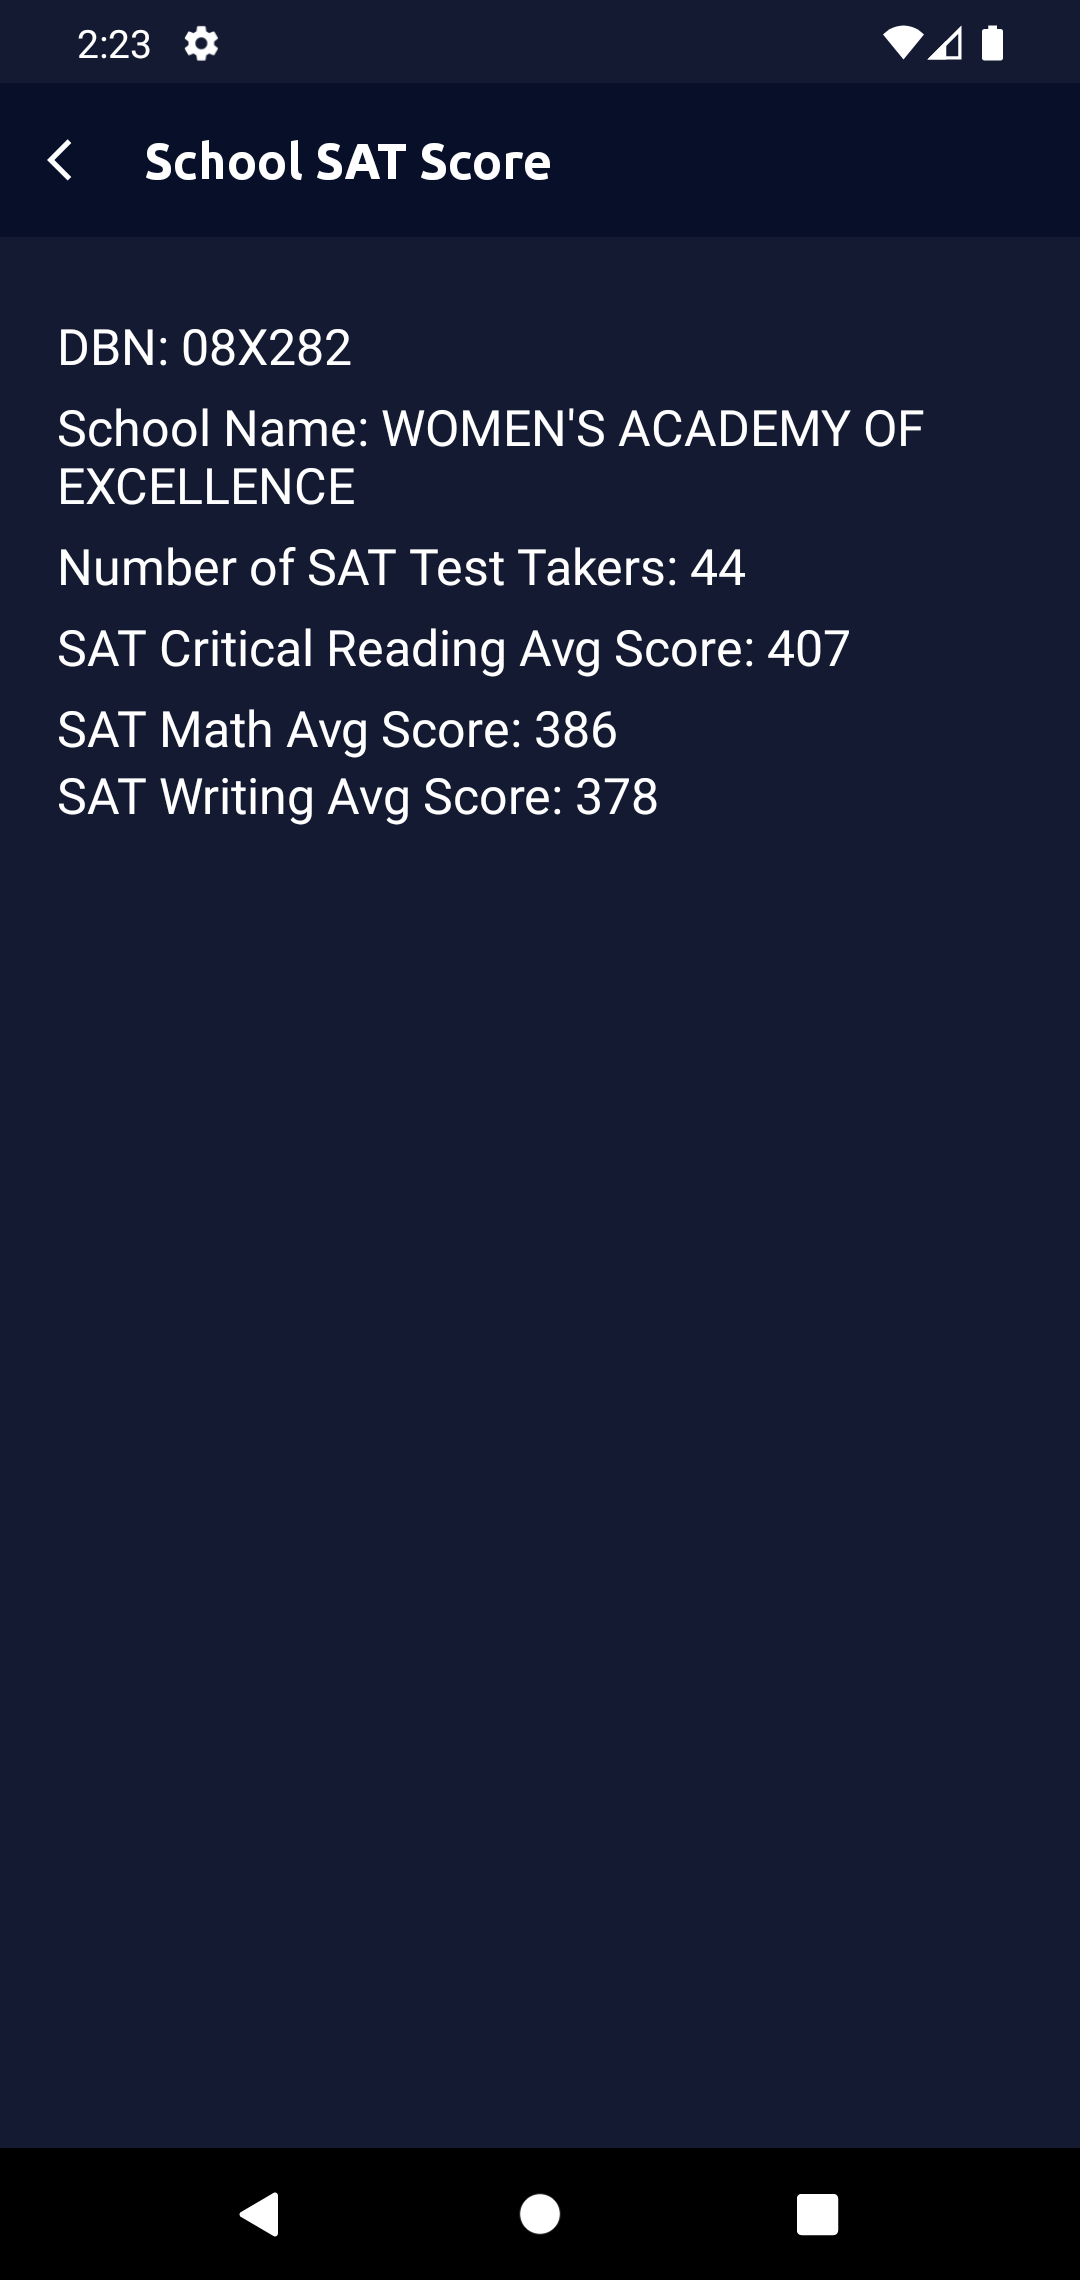 2:23
School SAT Score
DBN: 08X282
School Name: WOMEN'S ACADEMY OF
EXCELLENCE
Number of SAT Test Takers: 44
SAT Critical Reading Avg Score: 407
SAT Math Avg Score: 386
SAT Writing Avg Score: 378